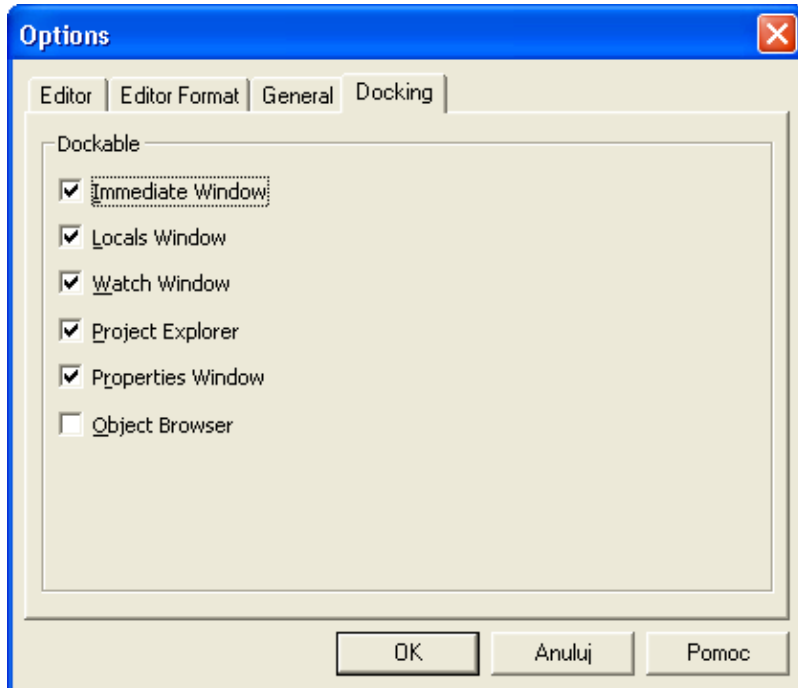 Options
Editor Editor Format General Docking
Dockable
Immediate Window
Locals Window
Watch Window
Project Explorer
Properties Window
Object Browser
OK Anuluj Pomoc